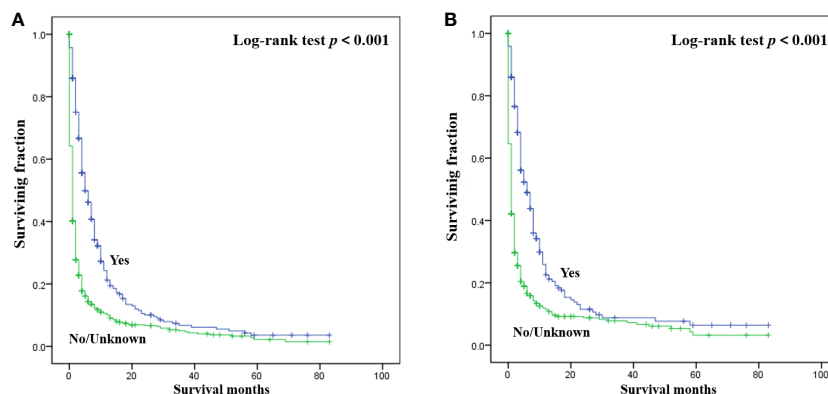 A
Log-rank test p < 0.001
1.0
0.8
0.6
0.4
0.2
0.0
Survivinig fraction
Yes
No/Unknown
0 20 40 60 80 100
Survival months
B
Log-rank test p < 0.001
1.0
0.8
0.6
0.4
0.2
0.0
Surviving fraction
Yes
No/Unknown
0 20 40 60 80 100
Survival months